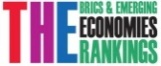 THE BRICS & EMERGING
ECONOMIES
RANKINGS